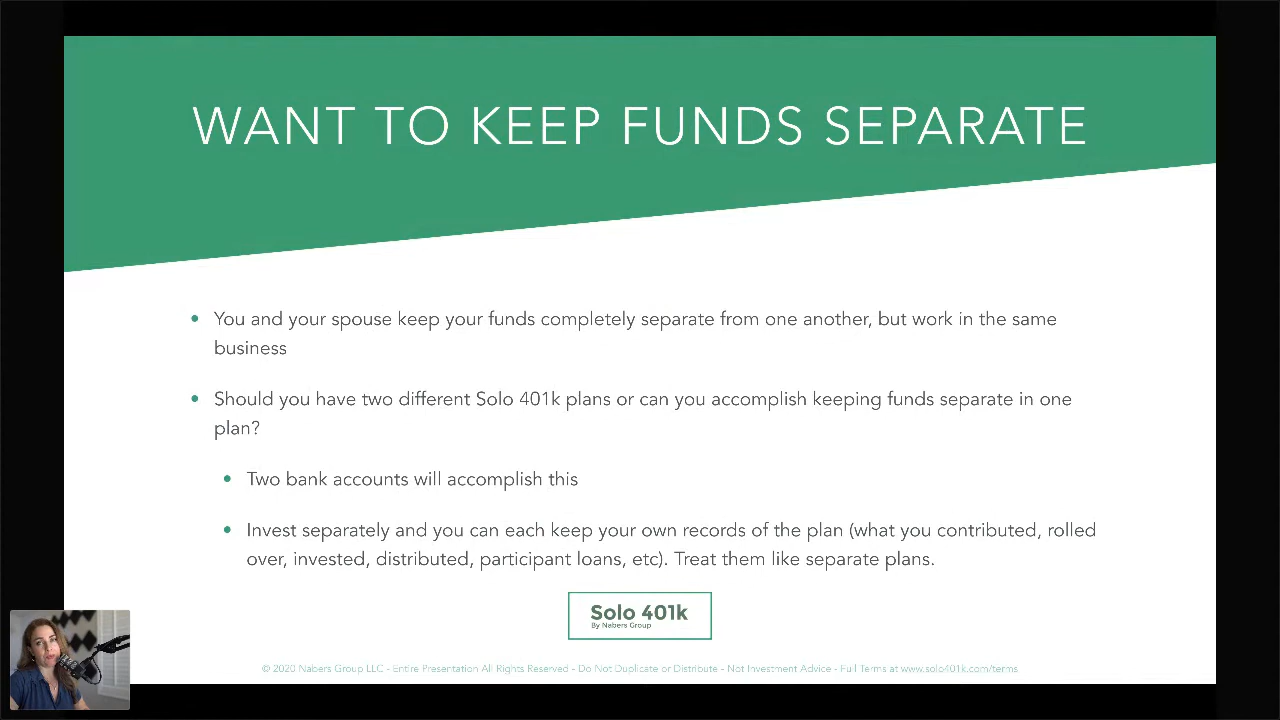 WANT TO KEEP FUNDS SEPARATE
You and your spouse keep your funds completely separate from one another, but work in the same
business
Should you have two different Solo 401k plans or can you accomplish keeping funds separate in one
plan?
Two bank accounts will accomplish this
Invest separately and you can each keep your own records of the plan (what you contributed, rolled
over, invested, distributed, participant loans, etc). Treat them like separate plans.
Solo 401k
By Nabers Group
© 2020 Nabers Group LLC - Entire Presentation All Rights Reserved - Do Not Duplicate or Distribute - Not Investment Advice - Full Terms at www.solo401k.com/terms